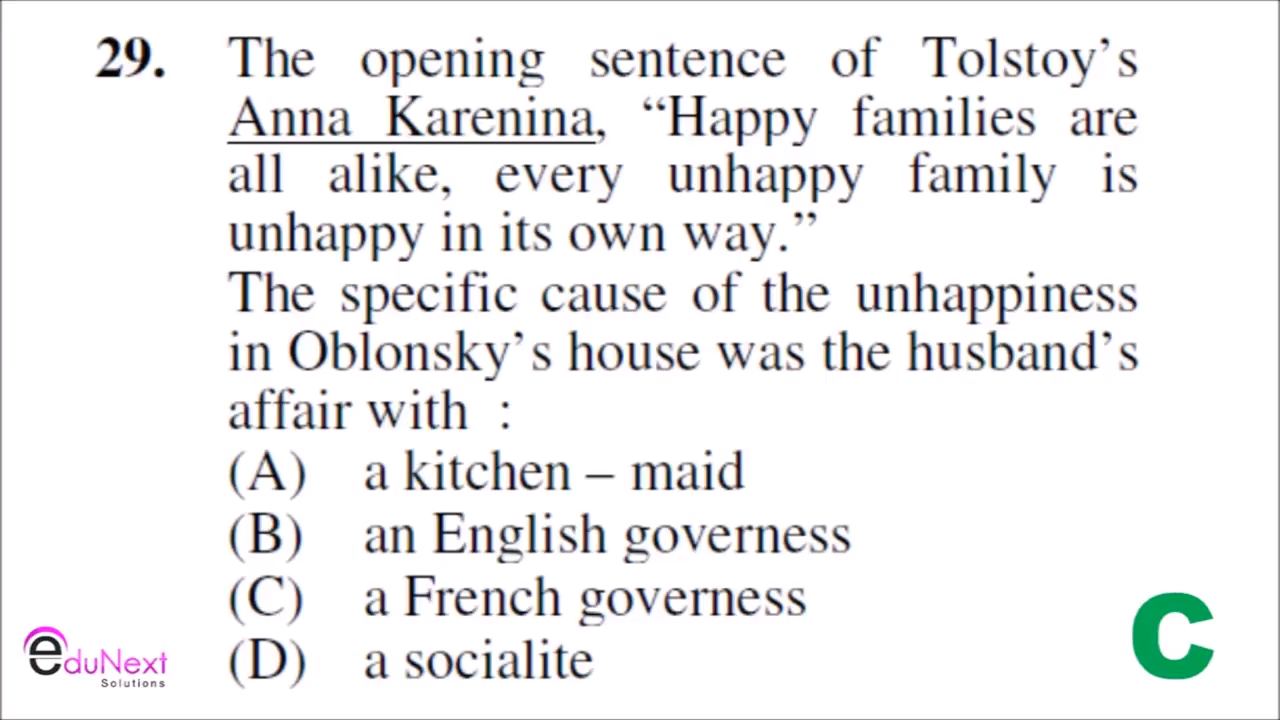 29. The opening sentence of Tolstoy’s
Anna Karenina, “Happy families are
all alike, every unhappy family is
unhappy in its own way.”
The specific cause of the unhappiness
in Oblonsky’s house was the husband’s
affair with :
(A) a kitchen – maid
(B) an English governess
(C) a French governess
(D) a socialite
C
eduNext
Solutions